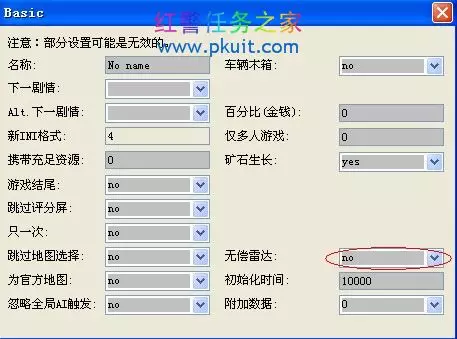 Basic
红警任务之家
注意：部分设置可能是无效的。
www.pkuit.com
名称: No name 车辆木箱: no
下一剧情:
Alt.下一剧情: 百分比(金钱): 0
新INI格式: 4 仅多人游戏: 0
携带充足资源: 0 矿石生长: yes
游戏结尾: no
跳过评分屏: no
只一次: no
跳过地图选择: no 无偿雷达: no
为官方地图: no 初始化时间: 10000
忽略全局AI触发: no 附加数据: 0